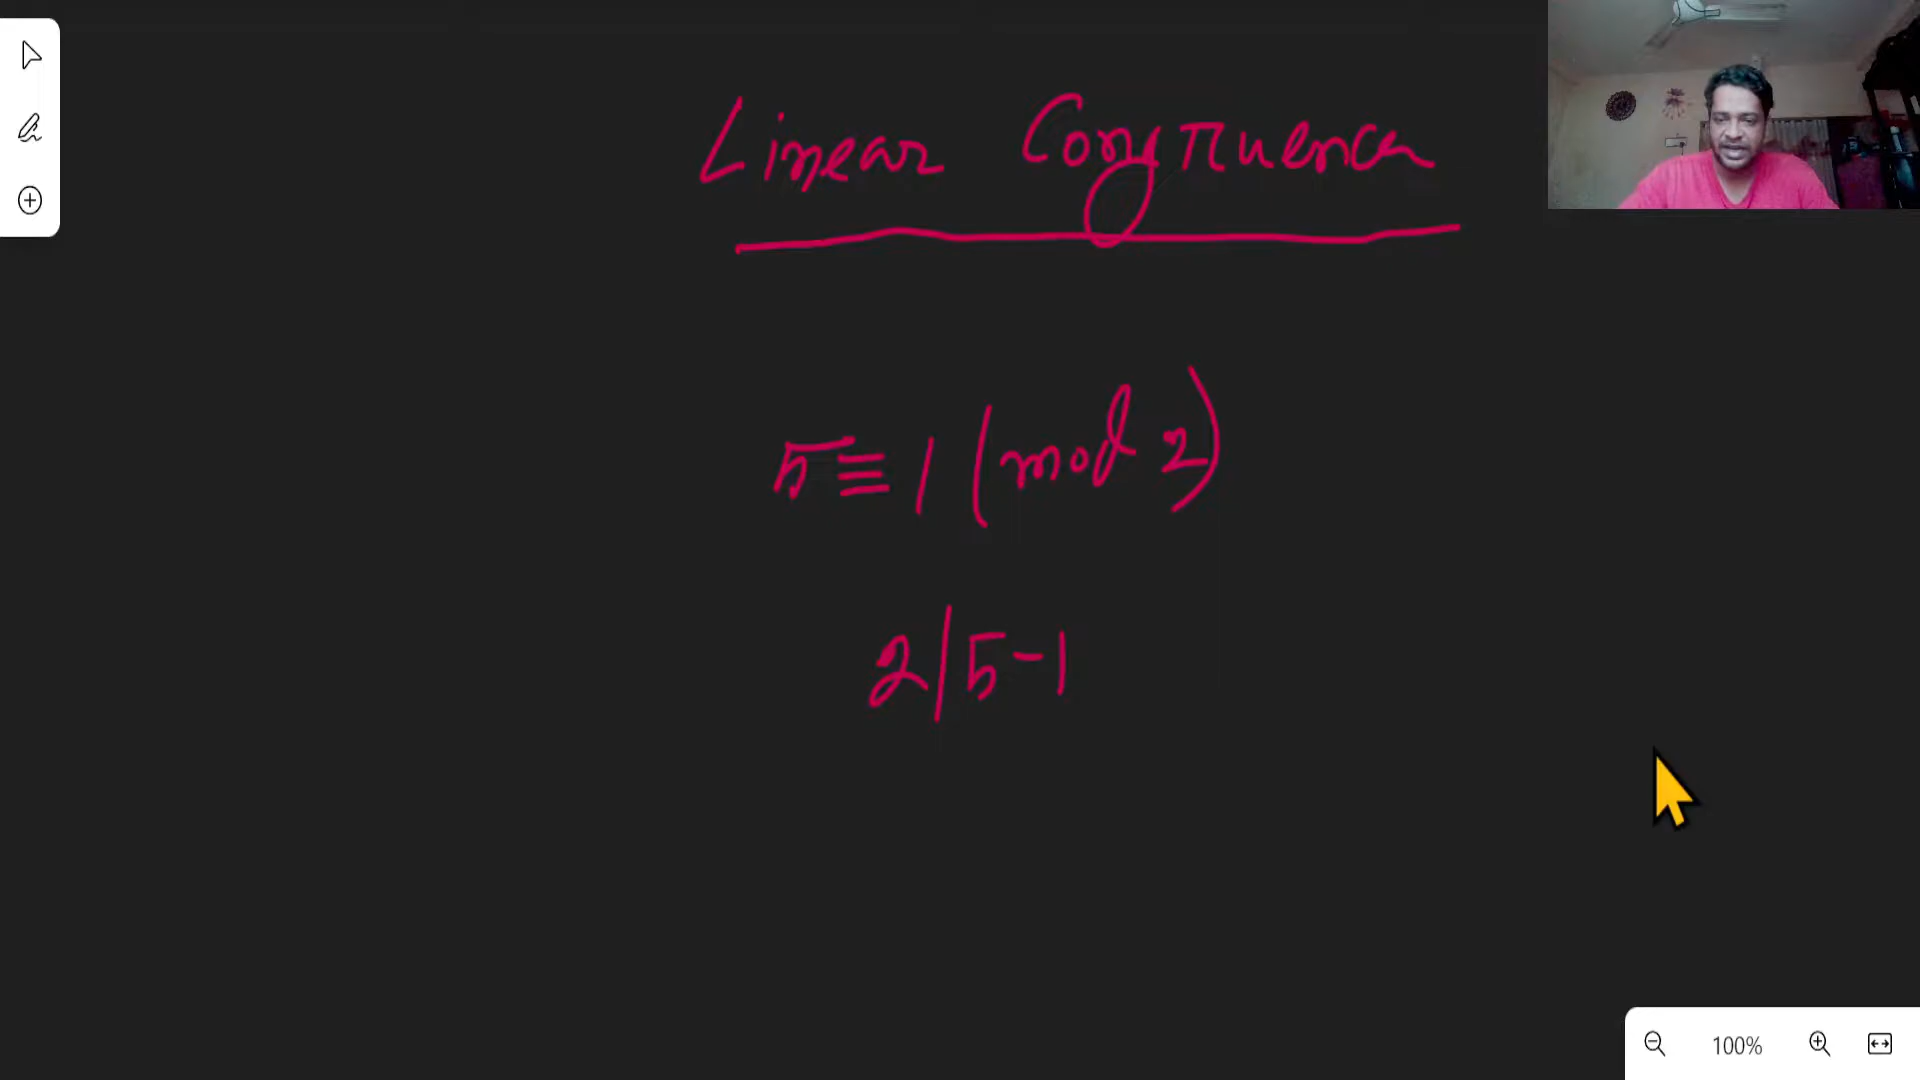 Linear Congruence
5 ≡ 1 (mod 2)
2 | 5 - 1
100%